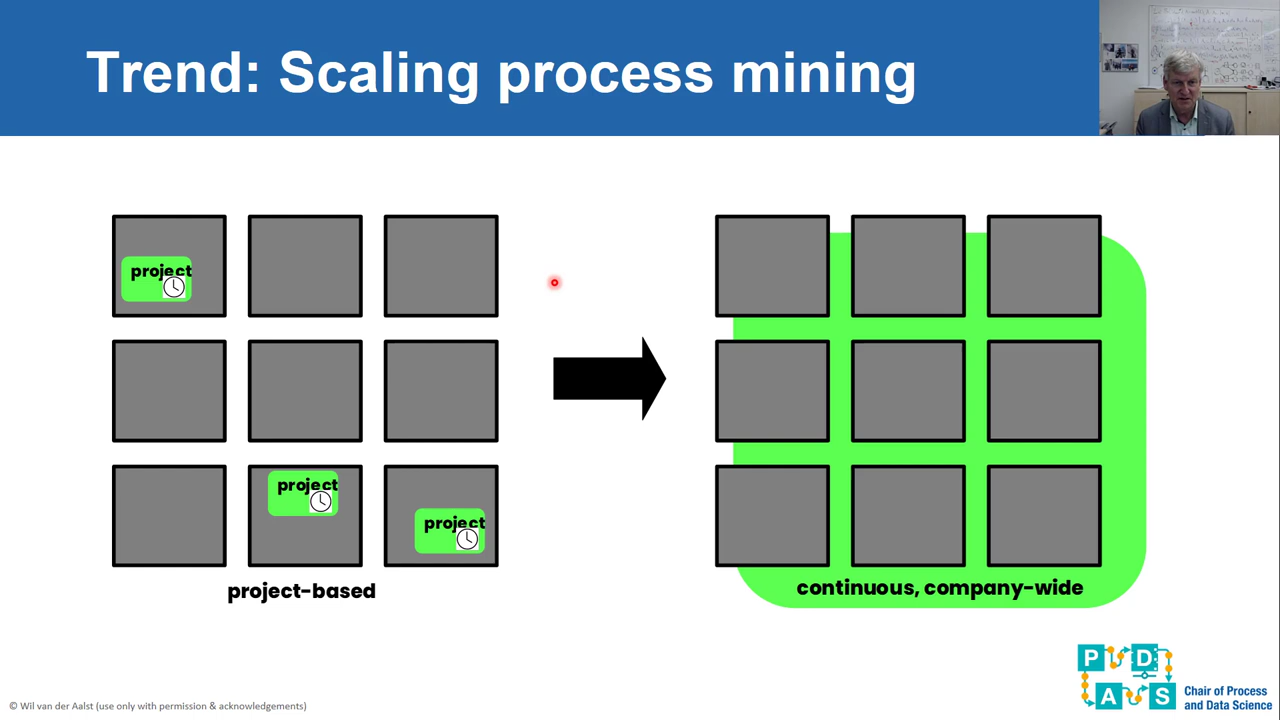 Trend: Scaling process mining
project
project
project
project-based
continuous, company-wide
P D
A S
Chair of Process
and Data Science
© Wil van der Aalst (use only with permission & acknowledgements)